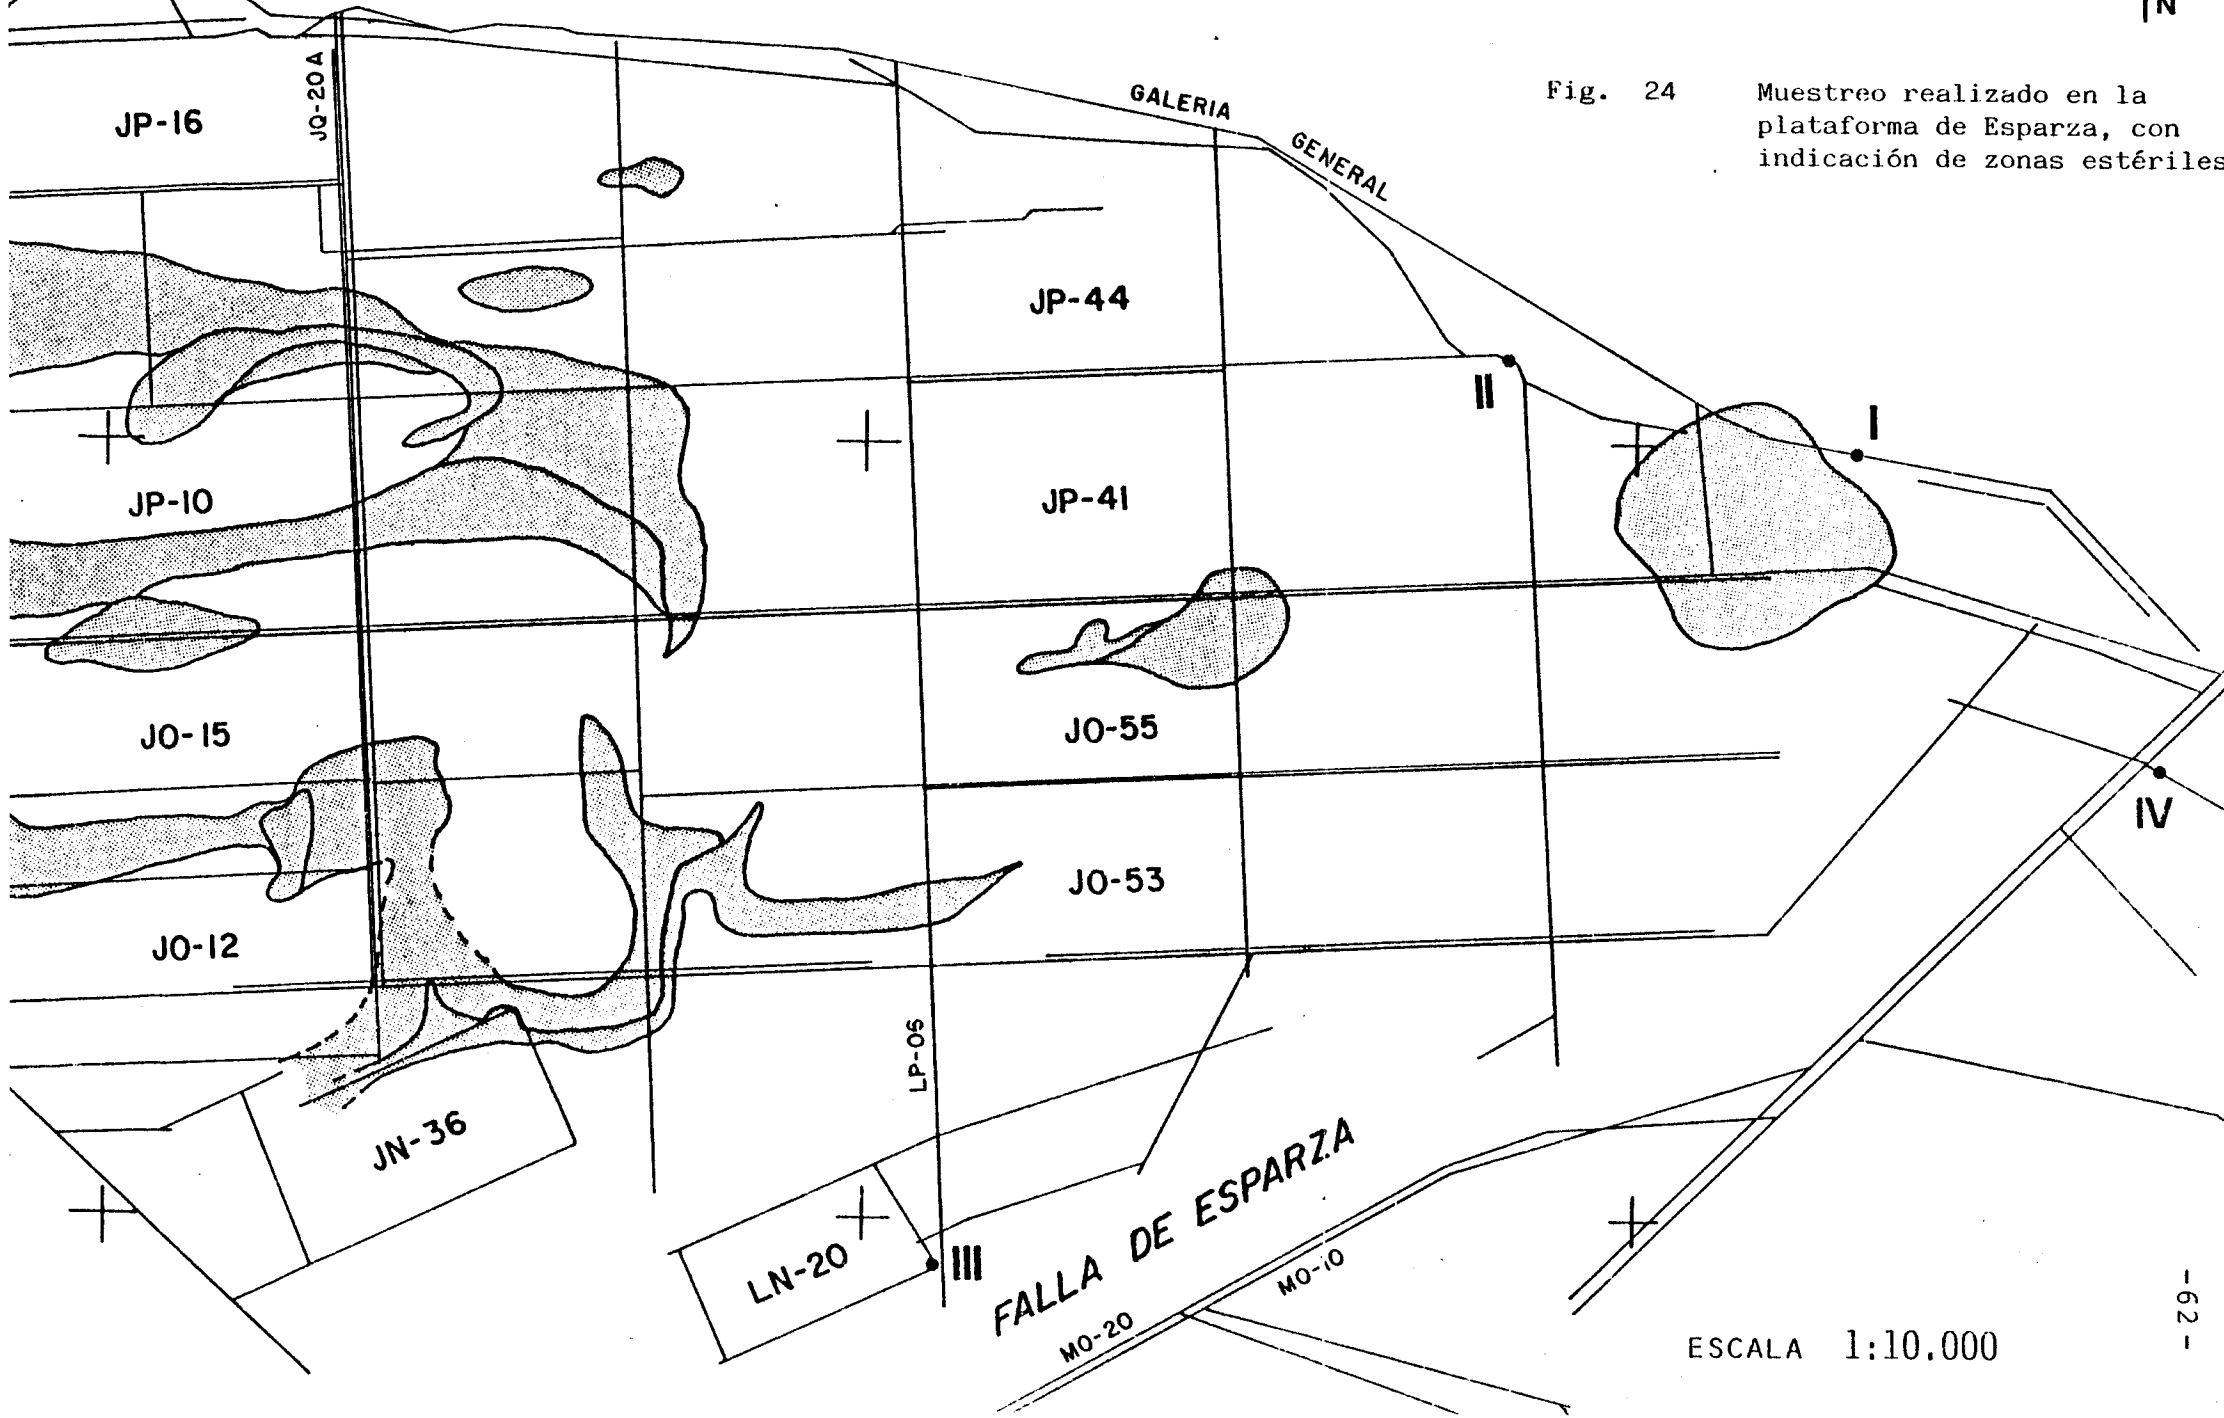 N
Fig. 24 Muestreo realizado en la
plataforma de Esparza, con
indicación de zonas estériles
GALERIA
GENERAL
JQ-20A
JP-16
JP-44
II
I
JP-10
JP-41
JO-15
JO-55
IV
JO-53
JO-12
LP-OS
JN-36
LN-20
III
FALLA DE ESPARZA
MO-10
MO-20
ESCALA 1:10.000
-62-